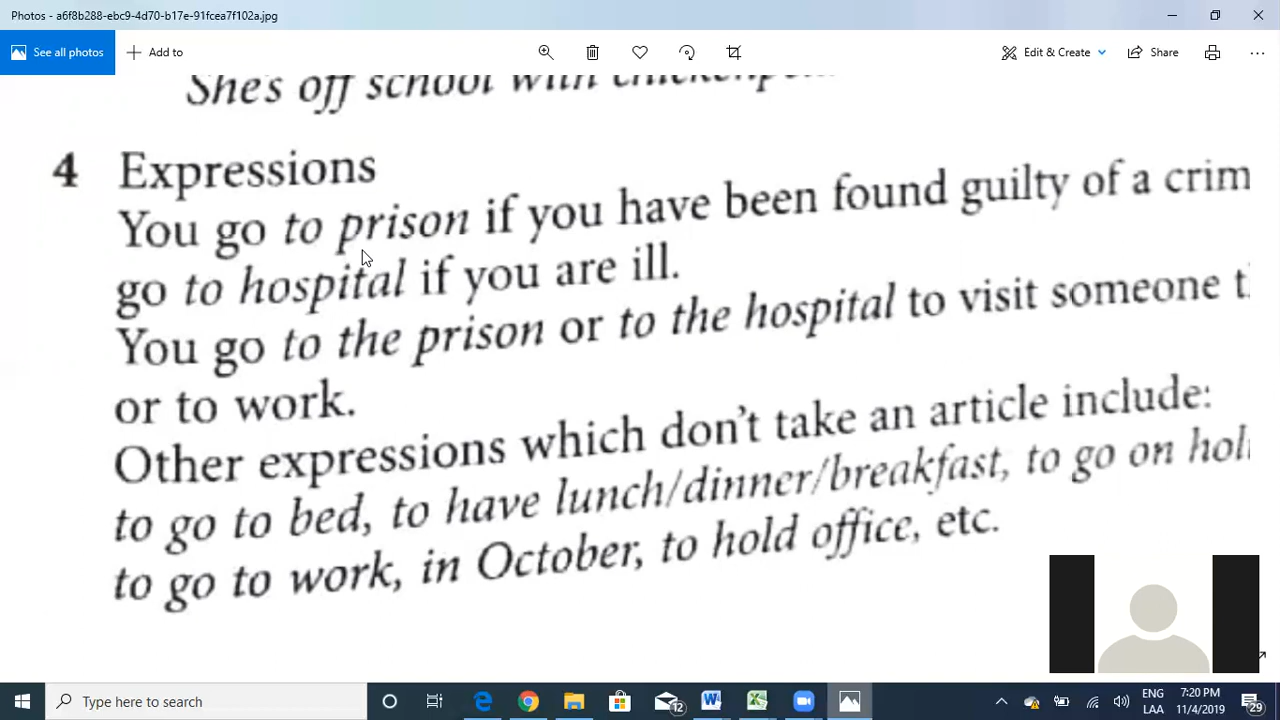 Photos - a6f8b288-ebc9-4d70-b17e-91fcea7f102a.jpg
See all photos
Add to
Edit & Create
Share
She's off school with
4 Expressions
You go to prison if you have been found guilty of a crim
go to hospital if you are ill.
You go to the prison or to the hospital to visit someone t
or to work.
Other expressions which don't take an article include:
to go to bed, to have lunch/dinner/breakfast, to go on hol
to go to work, in October, to hold office, etc.
Type here to search
12
ENG
LAA
7:20 PM
11/4/2019
29